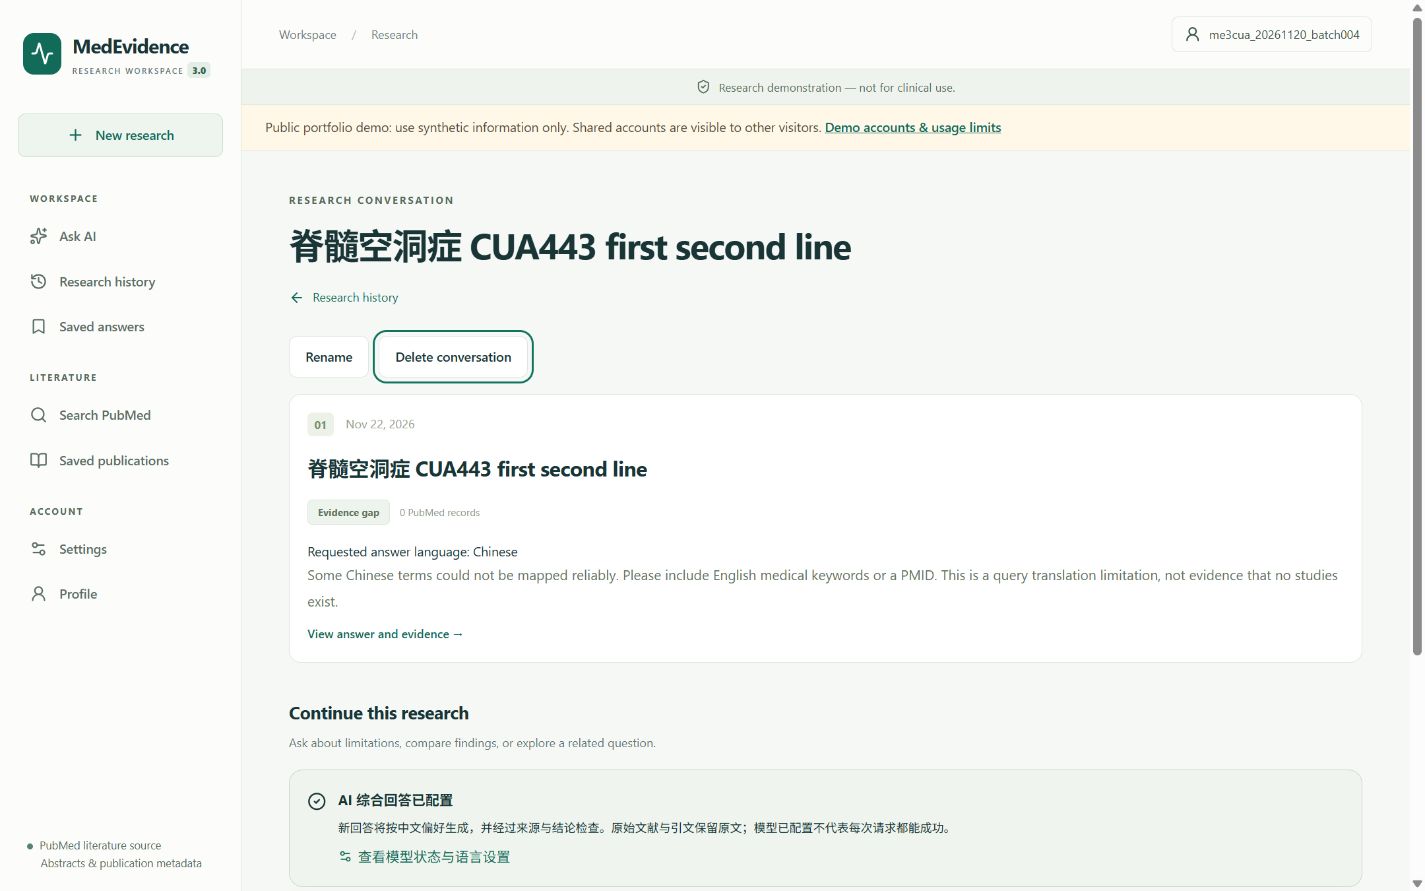 MedEvidence
RESEARCH WORKSPACE 3.0
New research
WORKSPACE
Ask AI
Research history
Saved answers
LITERATURE
Search PubMed
Saved publications
ACCOUNT
Settings
Profile
PubMed literature source
Abstracts & publication metadata
Workspace / Research
me3cua_20261120_batch004
Research demonstration — not for clinical use.
Public portfolio demo: use synthetic information only. Shared accounts are visible to other visitors. Demo accounts & usage limits
RESEARCH CONVERSATION
脊髓空洞症 CUA443 first second line
Research history
Rename
Delete conversation
01 Nov 22, 2026
脊髓空洞症 CUA443 first second line
Evidence gap 0 PubMed records
Requested answer language: Chinese
Some Chinese terms could not be mapped reliably. Please include English medical keywords or a PMID. This is a query translation limitation, not evidence that no studies
exist.
View answer and evidence →
Continue this research
Ask about limitations, compare findings, or explore a related question.
AI 综合回答已配置
新回答将按中文偏好生成，并经过来源与结论检查。原始文献与引文保留原文；模型已配置不代表每次请求都能成功。
查看模型状态与语言设置